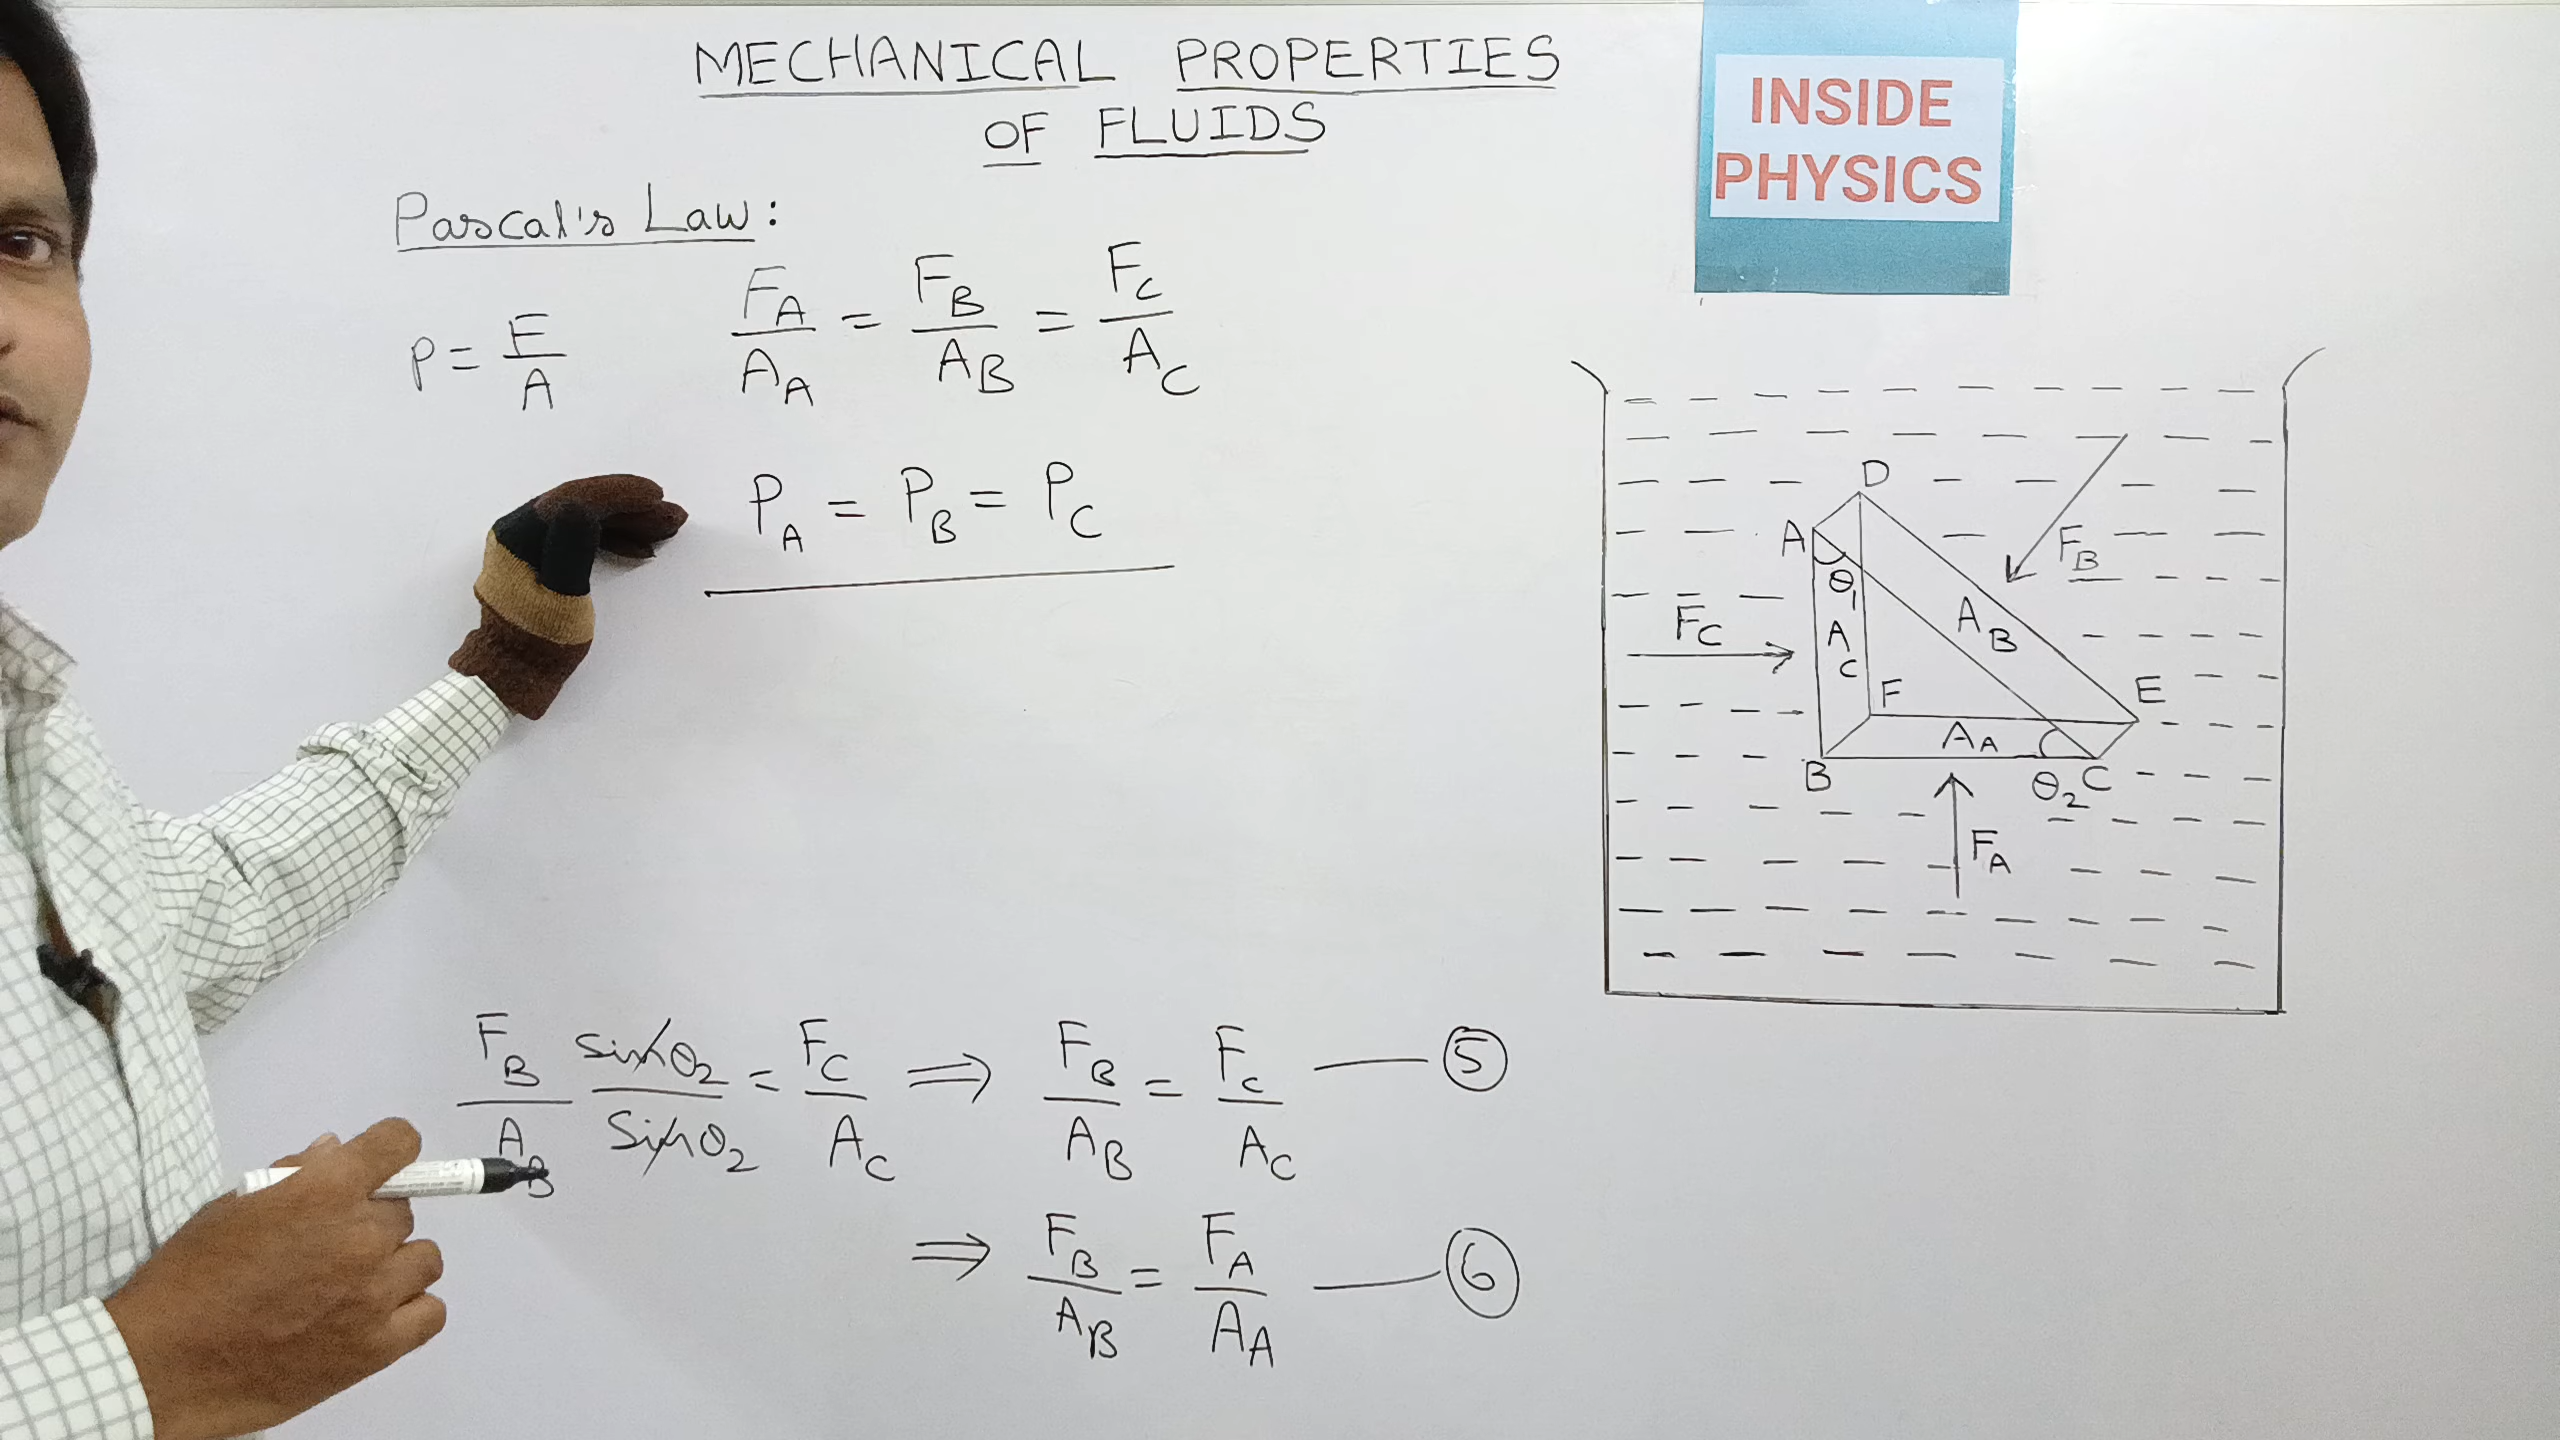 MECHANICAL PROPERTIES
OF FLUIDS
INSIDE
PHYSICS
Pascal's Law:
P = F/A
F_A/A_A = F_B/A_B = F_C/A_C
P_A = P_B = P_C
D
A
θ₁
F_B
F_C
A_C
A_B
F
E
A_A
B
θ₂ C
F_A
F_B/A_B sinθ₂/sinθ₂ = F_C/A_C ⟹ F_B/A_B = F_C/A_C — ⑤
⟹ F_B/A_B = F_A/A_A — ⑥